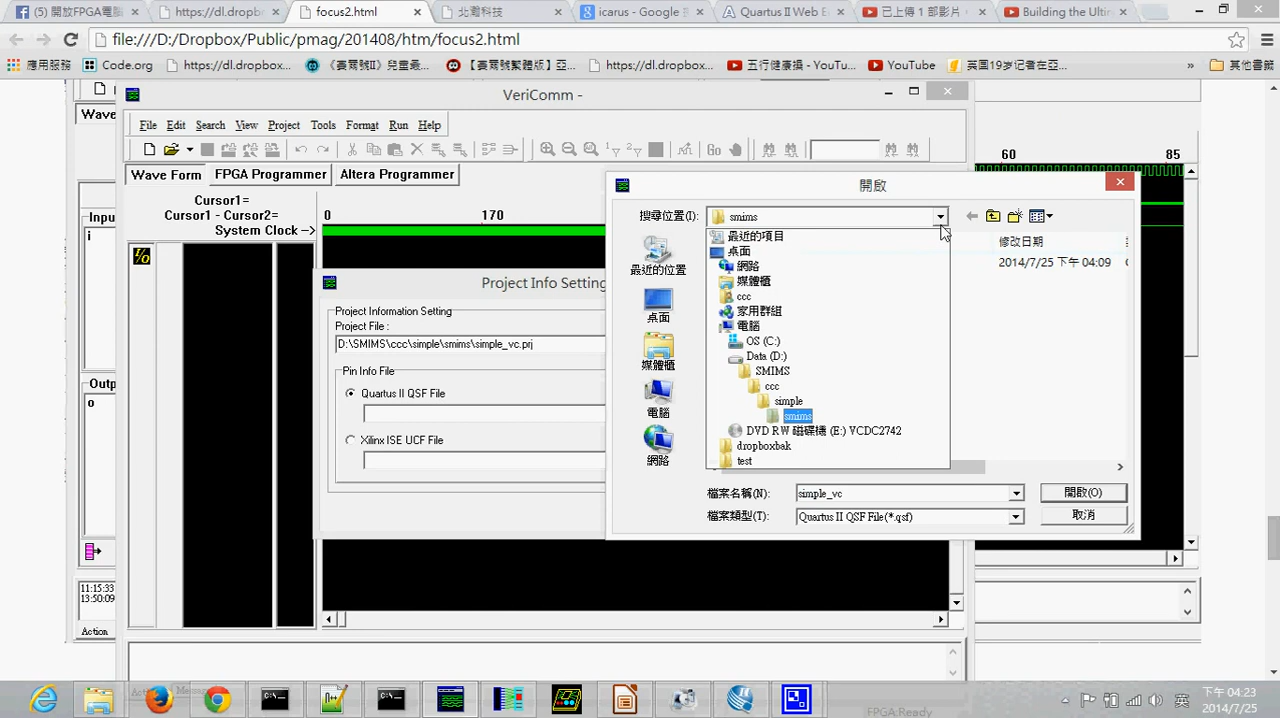 (5) 開放FPGA電腦
https://dl.dropbox
focus2.html
北瀚科技
icarus - Google
Quartus II Web E
已上傳 1 部影片
Building the Ultin
file:///D:/Dropbox/Public/pmag/201408/htm/focus2.html
應用服務
Code.org
https://dl.dropbox...
《賽爾號II》兒童最...
【賽爾號繁體版】亞...
https://dl.dropbox...
五行健康操 - YouTu...
YouTube
英国19岁记者在亞...
»
其他書籤
Wave
VeriComm -
File Edit Search View Project Tools Format Run Help
Go
Wave Form
FPGA Programmer
Altera Programmer
60
85
Cursor1=
Cursor1 - Cursor2=
System Clock ->
0
170
I/O
Inpu
i
Outp
o
11:15:33
13:50:09
Action
Project Info Setting
Project Information Setting
Project File :
D:\SMIMS\ccc\simple\smims\simple_vc.prj
Pin Info File
Quartus II QSF File
Xilinx ISE UCF File
開啟
搜尋位置(I):
smims
最近的位置
桌面
媒體櫃
電腦
網路
最近的項目
桌面
網路
媒體櫃
ccc
家用群組
電腦
OS (C:)
Data (D:)
SMIMS
ccc
simple
smims
DVD RW 磁碟機 (E:) VCDC2742
dropboxbak
test
修改日期
2014/7/25 下午 04:09
檔案名稱(N):
simple_vc
開啟(O)
檔案類型(T):
Quartus II QSF File(*.qsf)
取消
FPGA:Ready
英
下午 04:23
2014/7/25